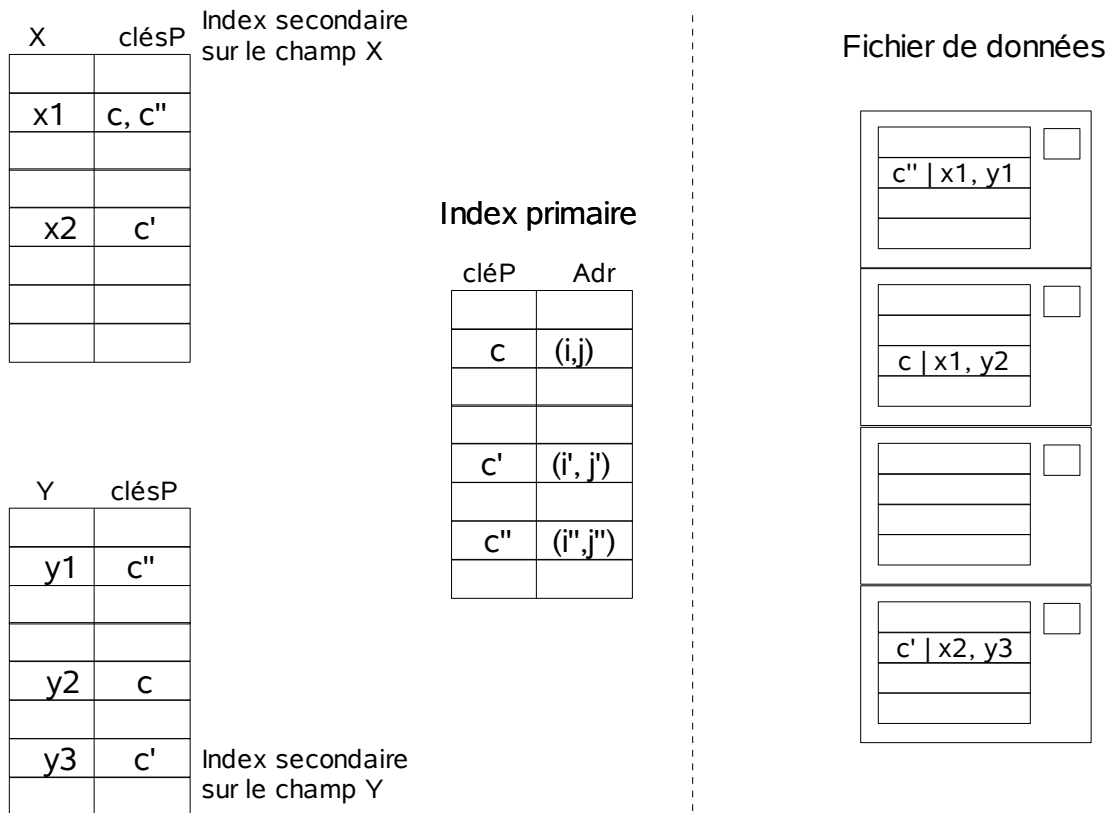 X clésP
Index secondaire
sur le champ X
x1 c, c"
x2 c'
Y clésP
y1 c"
y2 c
y3 c'
Index secondaire
sur le champ Y
Index primaire
cléP Adr
c (i,j)
c' (i', j')
c" (i",j")
Fichier de données
c" | x1, y1
c | x1, y2
c' | x2, y3